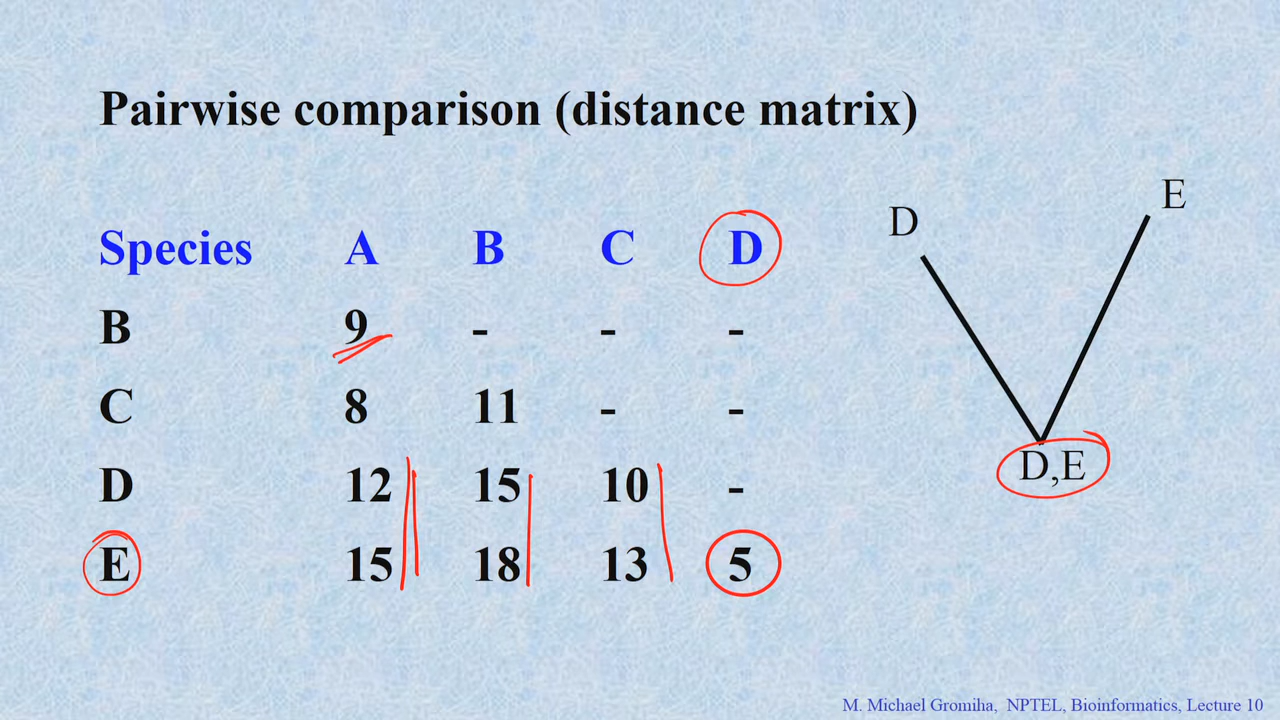 Pairwise comparison (distance matrix)
Species A B C D
B 9 - - -
C 8 11 - -
D 12 15 10 -
E 15 18 13 5
D
E
D,E
M. Michael Gromiha, NPTEL, Bioinformatics, Lecture 10